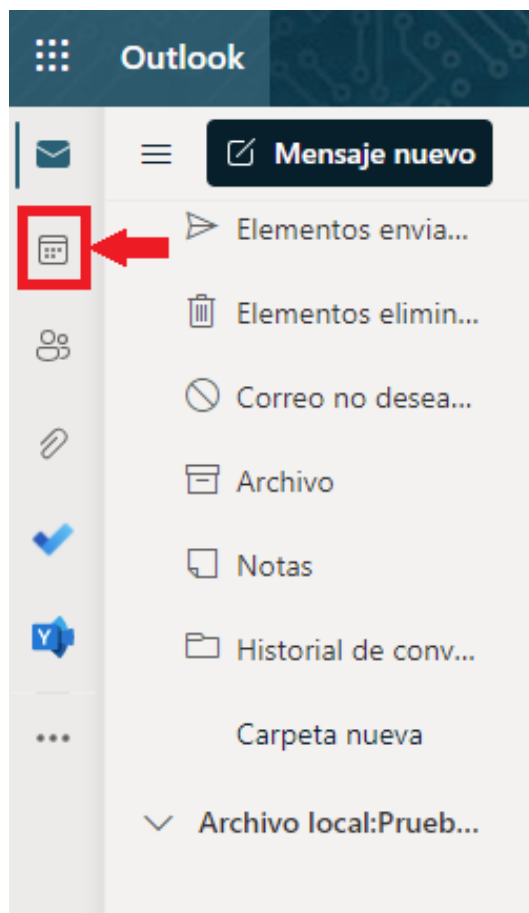 Outlook
Mensaje nuevo
Elementos envia...
Elementos elimin...
Correo no desea...
Archivo
Notas
Historial de conv...
Carpeta nueva
Archivo local:Prueb...